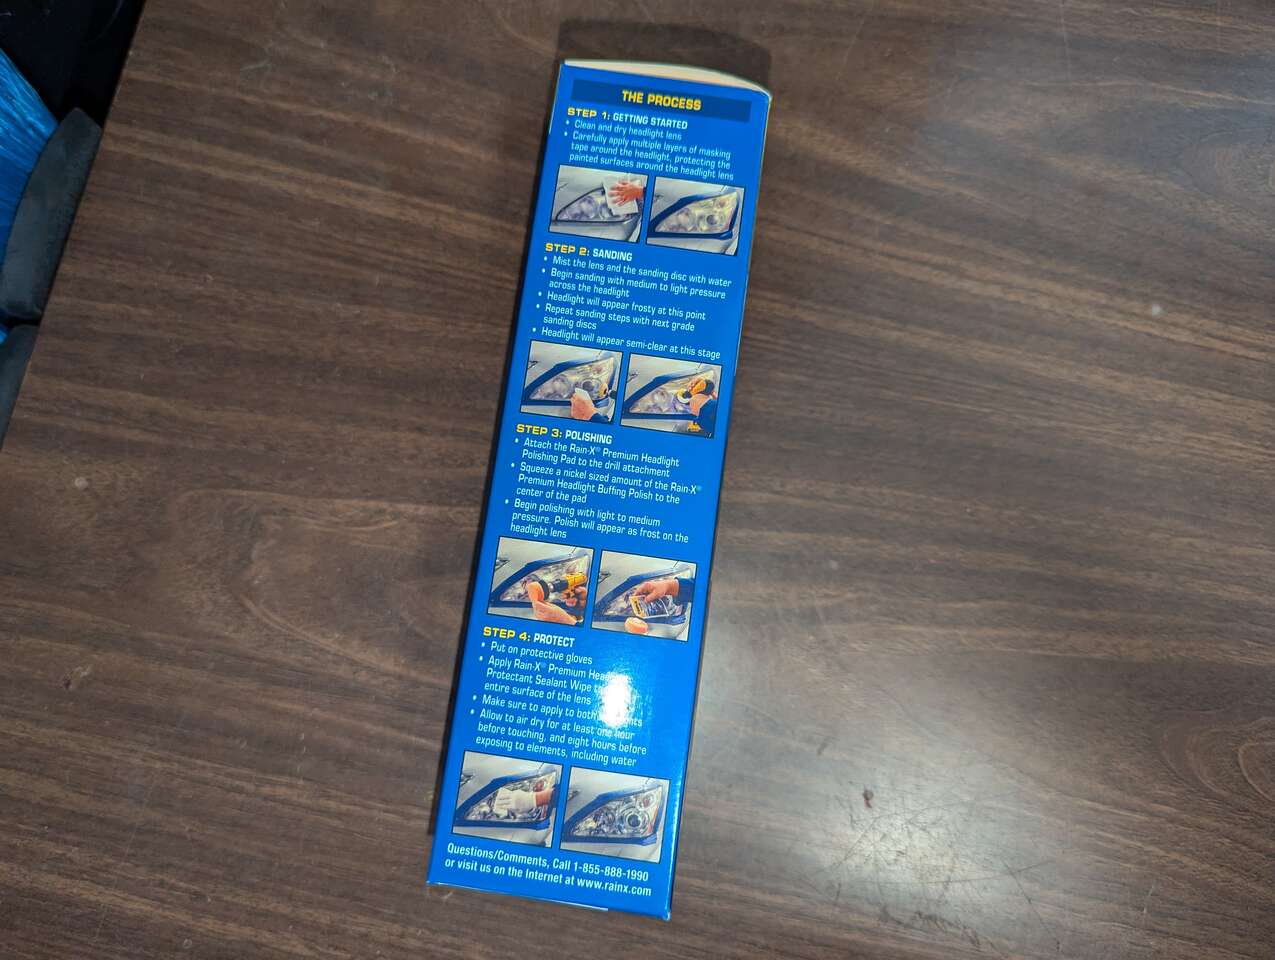 THE PROCESS
STEP 1: GETTING STARTED
• Clean and dry headlight lens
• Carefully apply multiple layers of masking
tape around the headlight, protecting the
painted surfaces around the headlight lens
STEP 2: SANDING
• Mist the lens and the sanding disc with water
• Begin sanding with medium to light pressure
across the headlight
• Headlight will appear frosty at this point
• Repeat sanding steps with next grade
sanding discs
• Headlight will appear semi-clear at this stage
STEP 3: POLISHING
• Attach the Rain-X® Premium Headlight
Polishing Pad to the drill attachment
• Squeeze a nickel sized amount of the Rain-X®
Premium Headlight Buffing Polish to the
center of the pad
• Begin polishing with light to medium
pressure. Polish will appear as frost on the
headlight lens
STEP 4: PROTECT
• Put on protective gloves
• Apply Rain-X® Premium
Protectant Sealant Wipe
entire surface of the lens
• Make sure to apply to both
• Allow to air dry for at least one hour
before touching, and eight hours before
exposing to elements, including water
Questions/Comments, Call 1-855-888-1990
or visit us on the Internet at www.rainx.com